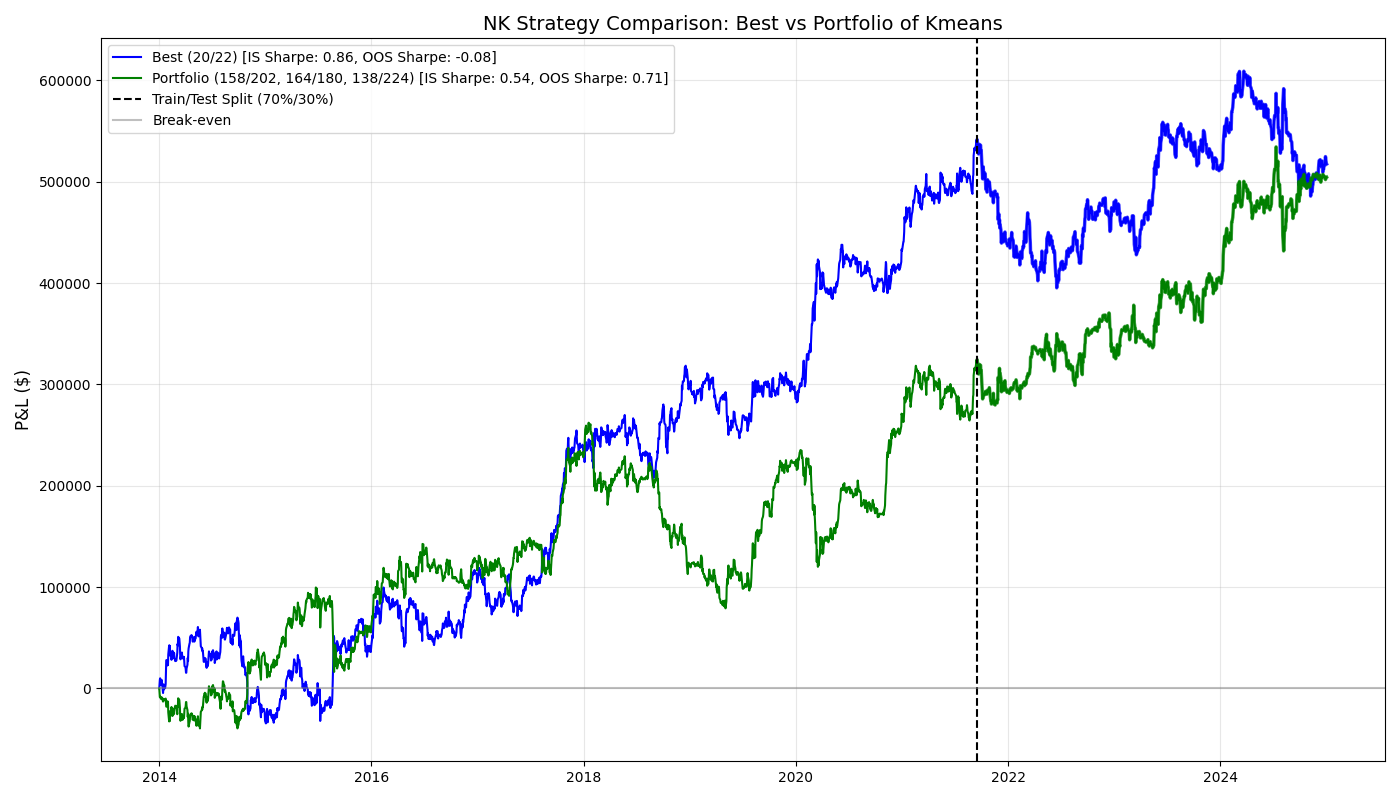 NK Strategy Comparison: Best vs Portfolio of Kmeans
Best (20/22) [IS Sharpe: 0.86, OOS Sharpe: -0.08]
Portfolio (158/202, 164/180, 138/224) [IS Sharpe: 0.54, OOS Sharpe: 0.71]
Train/Test Split (70%/30%)
Break-even
P&L ($)
600000
500000
400000
300000
200000
100000
0
2014
2016
2018
2020
2022
2024